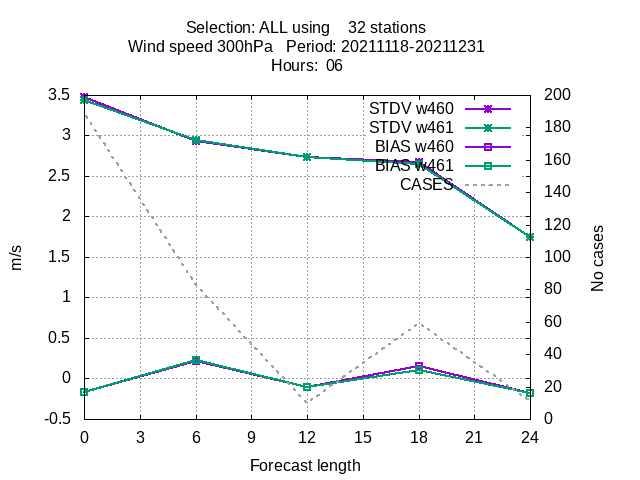 Selection: ALL using 32 stations
Wind speed 300hPa Period: 20211118-20211231
Hours: 06
STDV w460
STDV w461
BIAS w460
BIAS w461
CASES
3.5
3
2.5
2
1.5
1
0.5
0
-0.5
m/s
200
180
160
140
120
100
80
60
40
20
0
No cases
0 3 6 9 12 15 18 21 24
Forecast length